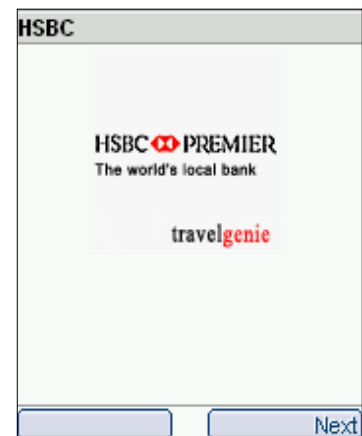 HSBC
HSBC PREMIER
The world's local bank
travelgenie
Next